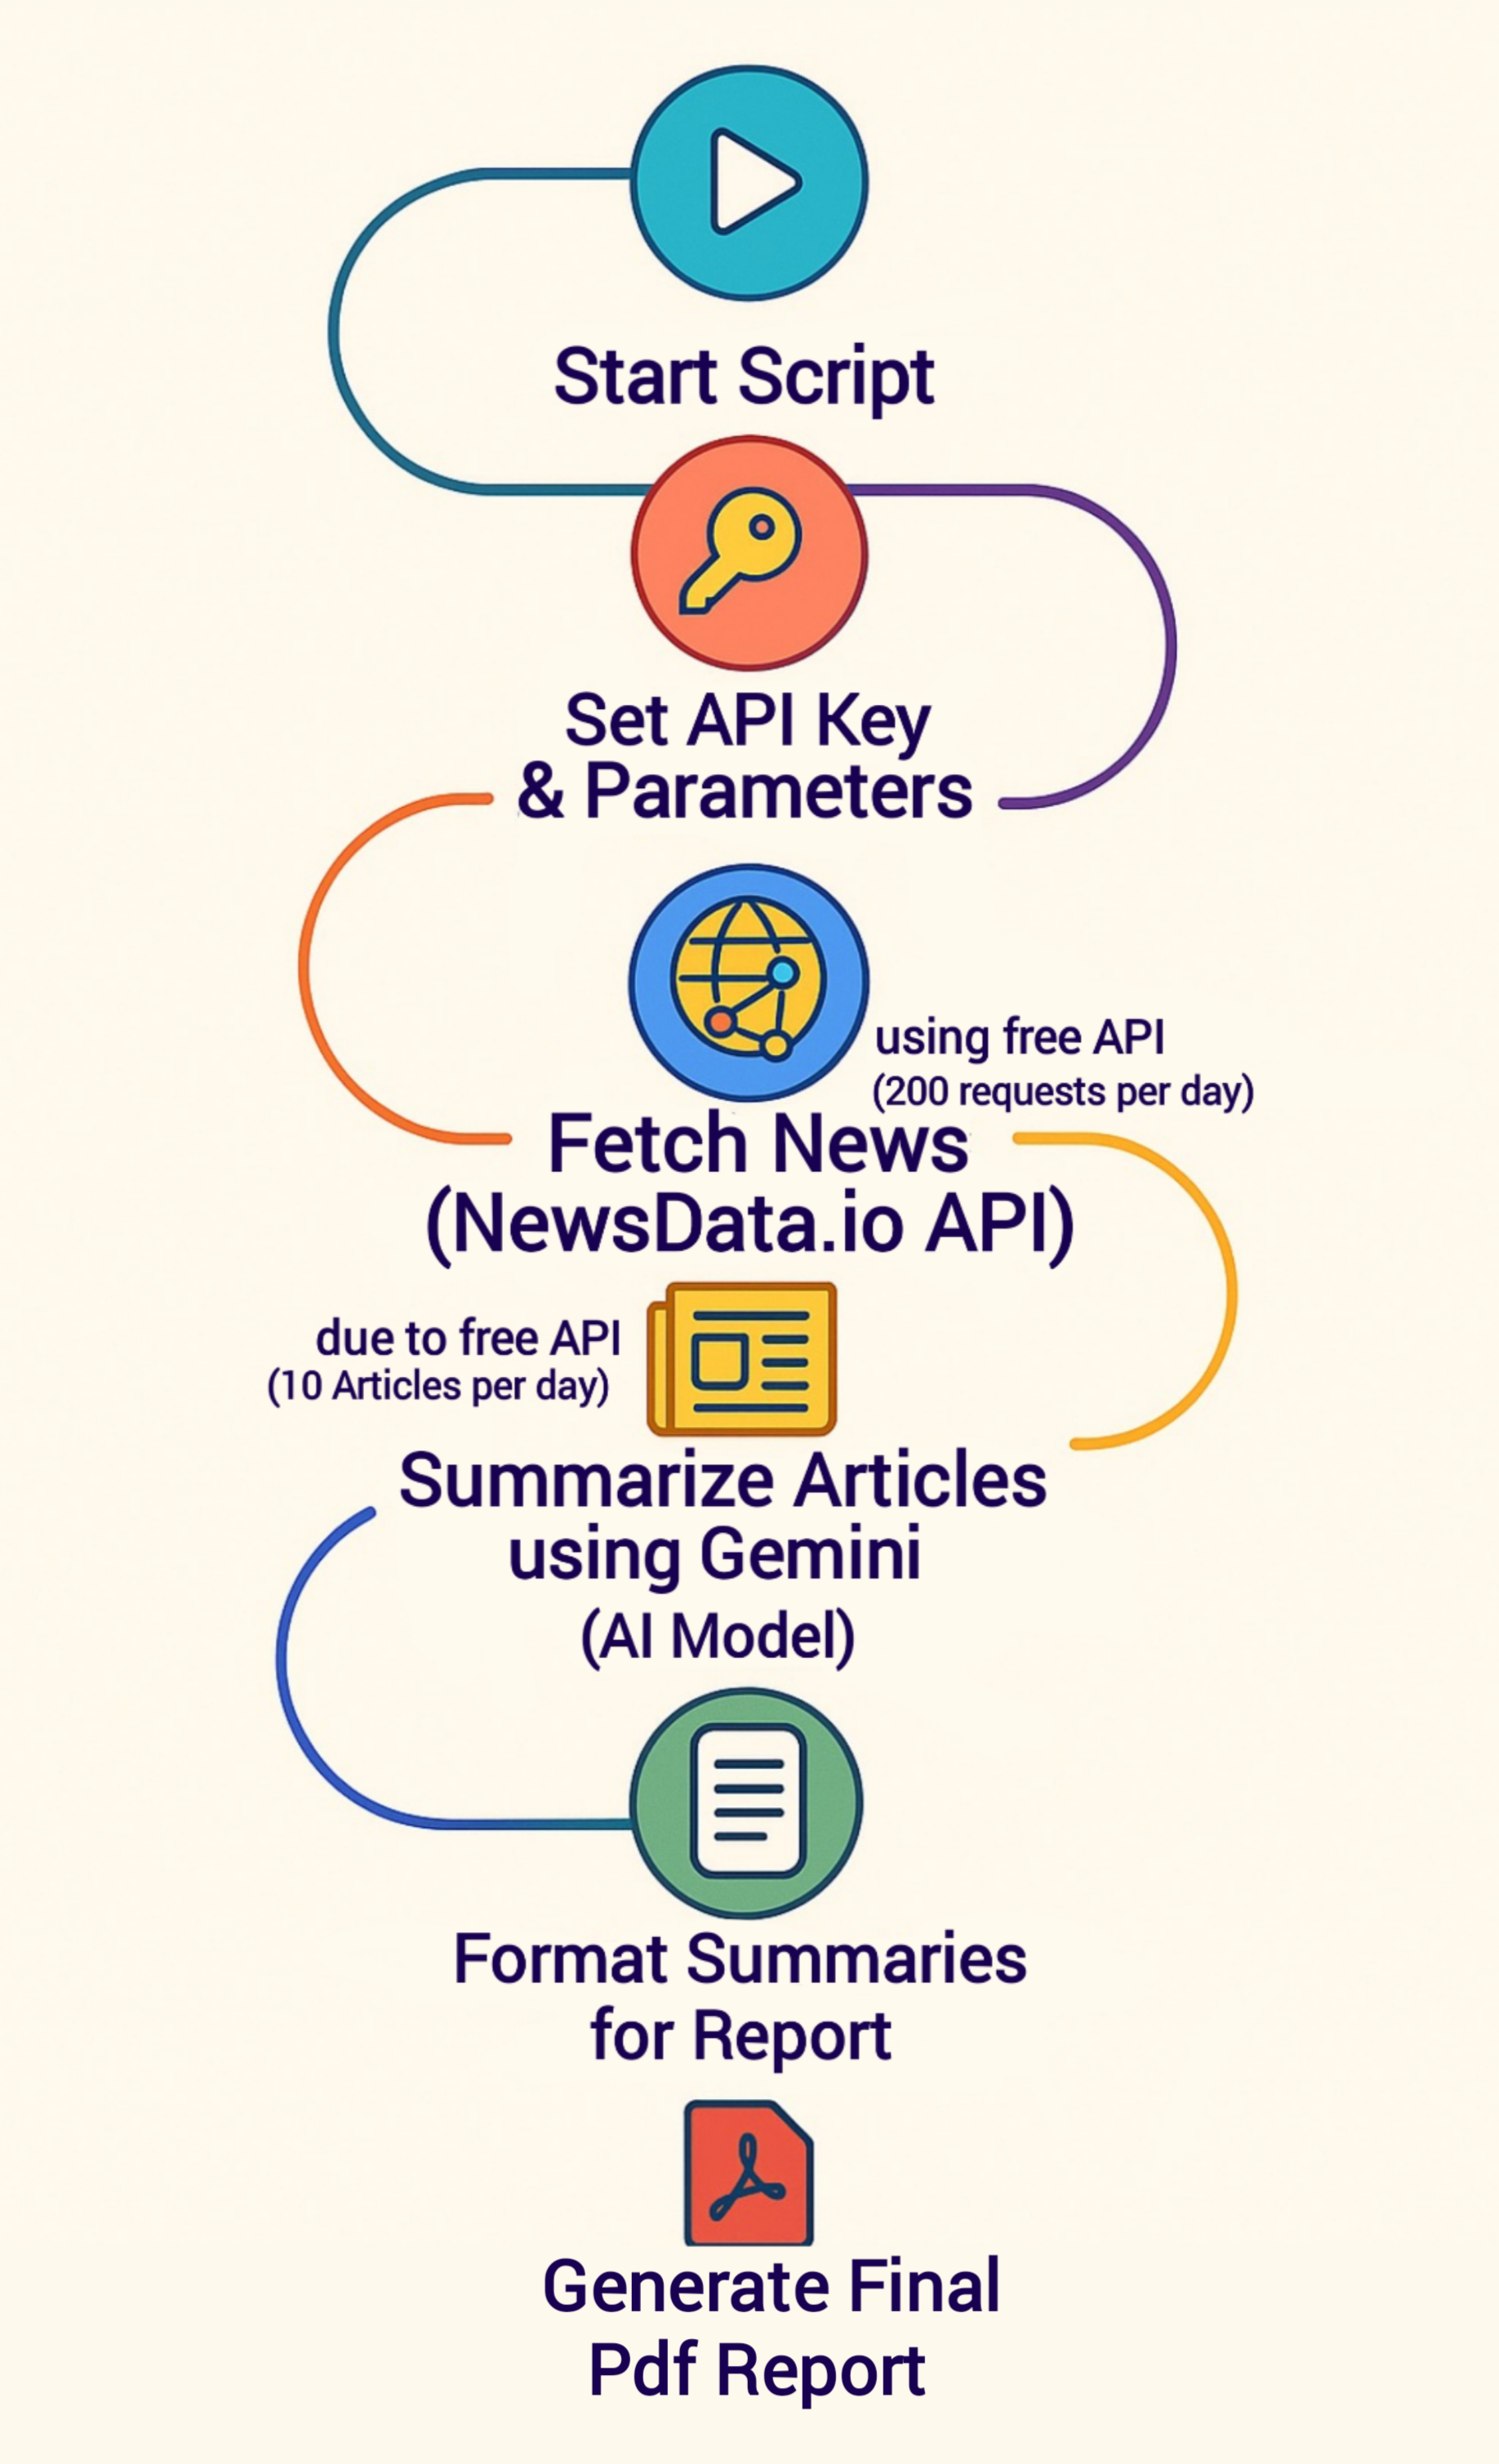 Start Script
Set API Key
& Parameters
using free API
(200 requests per day)
Fetch News
(NewsData.io API)
due to free API
(10 Articles per day)
Summarize Articles
using Gemini
(AI Model)
Format Summaries
for Report
Generate Final
Pdf Report